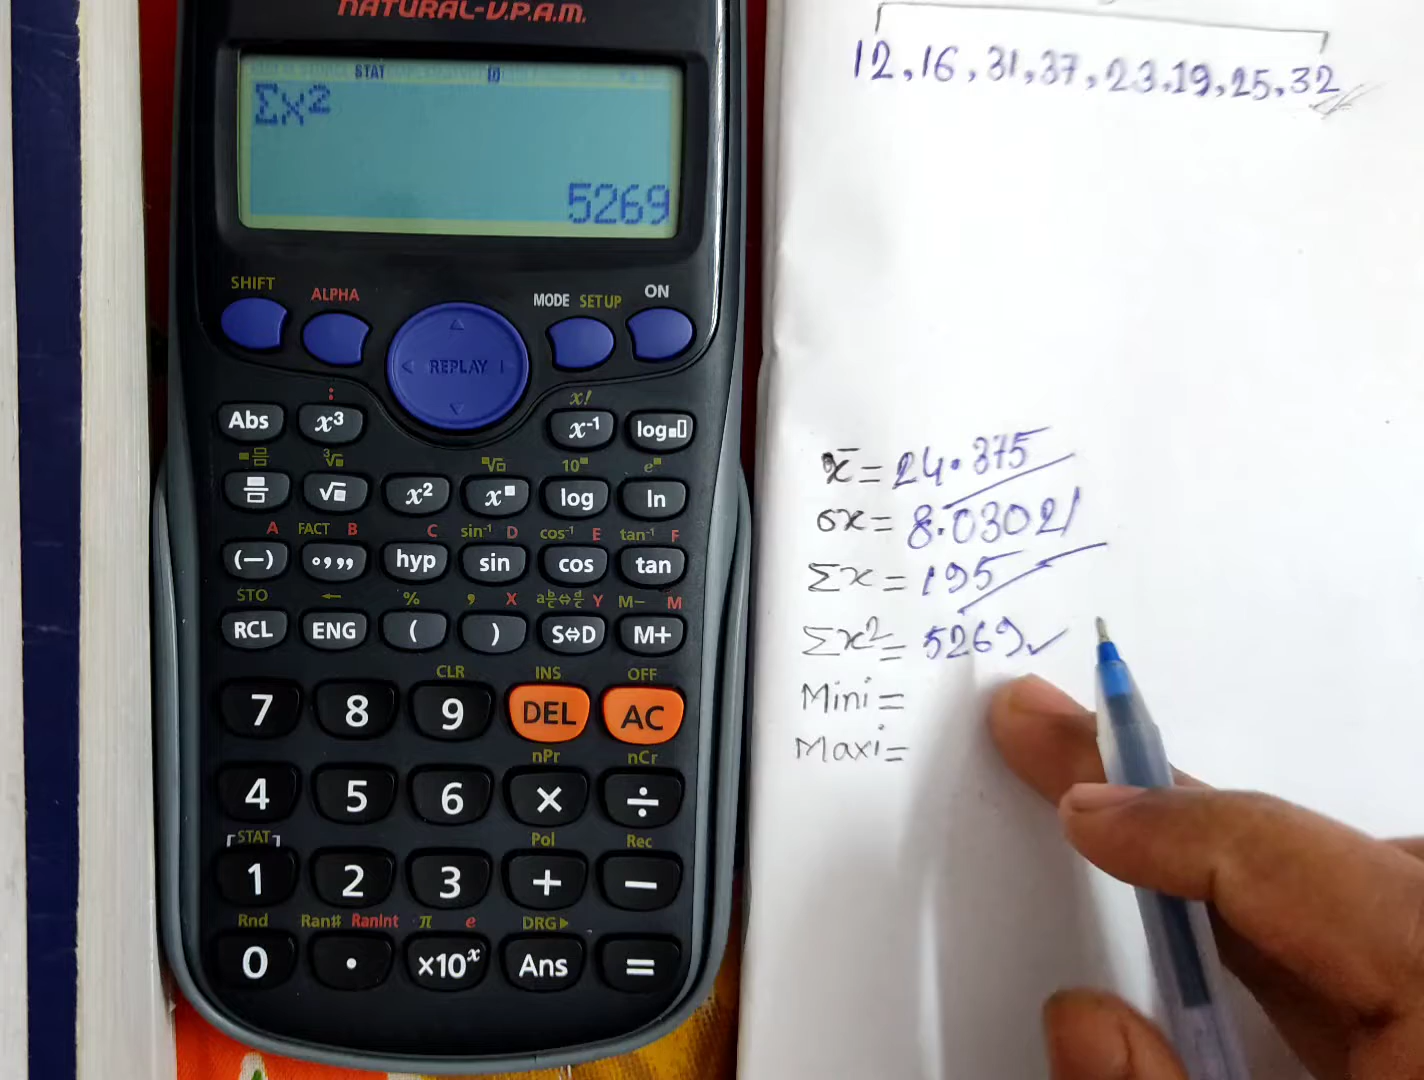 NATURAL-V.P.A.M.
STAT D
Σx²
5269
SHIFT ALPHA MODE SETUP ON
REPLAY
x!
Abs x³ x⁻¹ log
³√ 10 e
√ x² x log ln
A FACT B C sin⁻¹ D cos⁻¹ E tan⁻¹ F
(−) ° ' '' hyp sin cos tan
STO ← % , X a b/c⇔d/c Y M− M
RCL ENG ( ) S⇔D M+
CLR INS OFF
7 8 9 DEL AC
nPr nCr
4 5 6 × ÷
STAT Pol Rec
1 2 3 + −
Rnd Ran# RanInt π e DRG▶
0 . ×10ˣ Ans =
12, 16, 31, 37, 23, 19, 25, 32
x̄ = 24.375
σx = 8.03021
Σx = 195
Σx² = 5269 ✓
Mini =
Maxi =